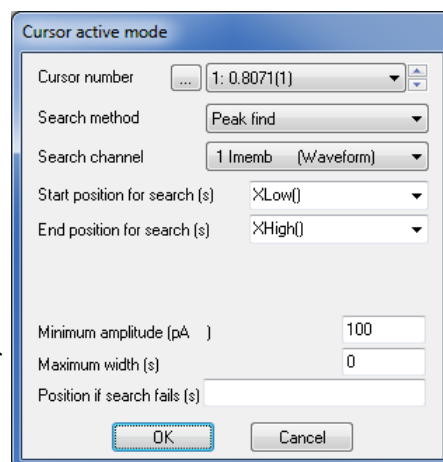 Cursor active mode
Cursor number ... 1: 0.8071(1)
Search method Peak find
Search channel 1 Imemb (Waveform)
Start position for search (s) XLow()
End position for search (s) XHigh()
Minimum amplitude (pA ) 100
Maximum width (s) 0
Position if search fails (s)
OK Cancel